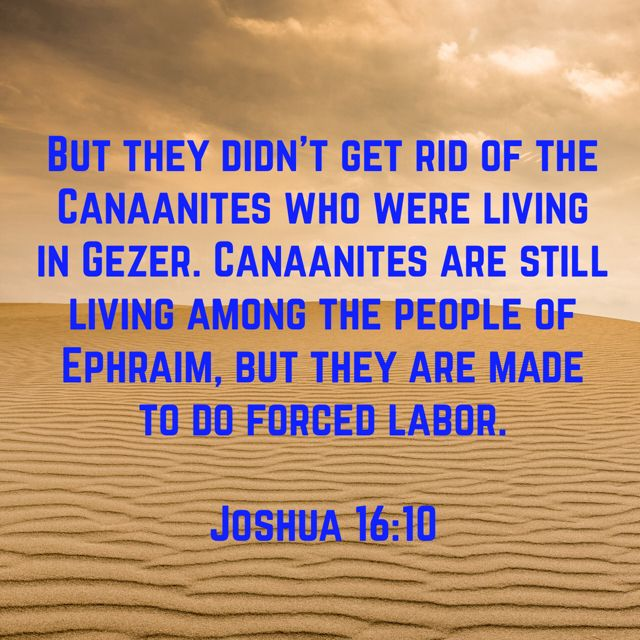 But they didn't get rid of the
Canaanites who were living
in Gezer. Canaanites are still
living among the people of
Ephraim, but they are made
to do forced labor.
Joshua 16:10